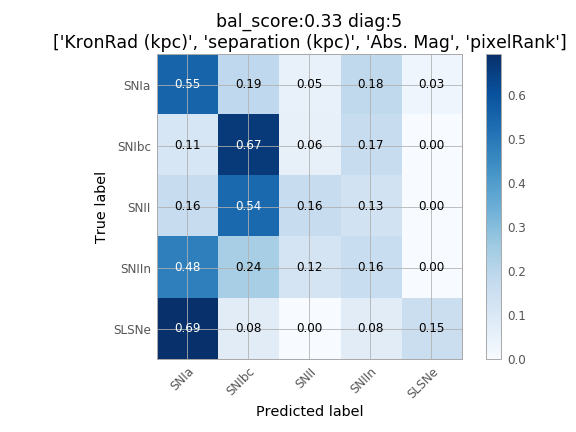 bal_score:0.33 diag:5
['KronRad (kpc)', 'separation (kpc)', 'Abs. Mag', 'pixelRank']
SNIa 0.55 0.19 0.05 0.18 0.03
SNIbc 0.11 0.67 0.06 0.17 0.00
SNII 0.16 0.54 0.16 0.13 0.00
SNIIn 0.48 0.24 0.12 0.16 0.00
SLSNe 0.69 0.08 0.00 0.08 0.15
True label
SNIa SNIbc SNII SNIIn SLSNe
Predicted label
0.6
0.5
0.4
0.3
0.2
0.1
0.0